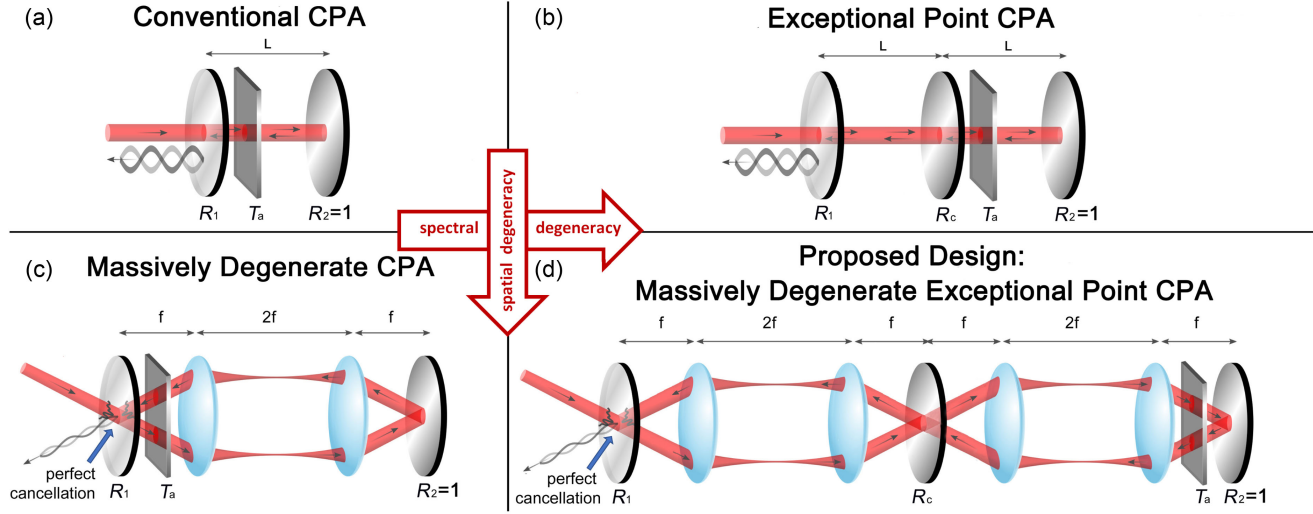 (a)
Conventional CPA
L
R1
Ta
R2=1
(b)
Exceptional Point CPA
L
L
R1
Rc
Ta
R2=1
spectral
degeneracy
spatial degeneracy
(c)
Massively Degenerate CPA
f
2f
f
perfect
cancellation
R1
Ta
R2=1
(d)
Proposed Design:
Massively Degenerate Exceptional Point CPA
f
2f
f
f
2f
f
perfect
cancellation
R1
Rc
Ta
R2=1